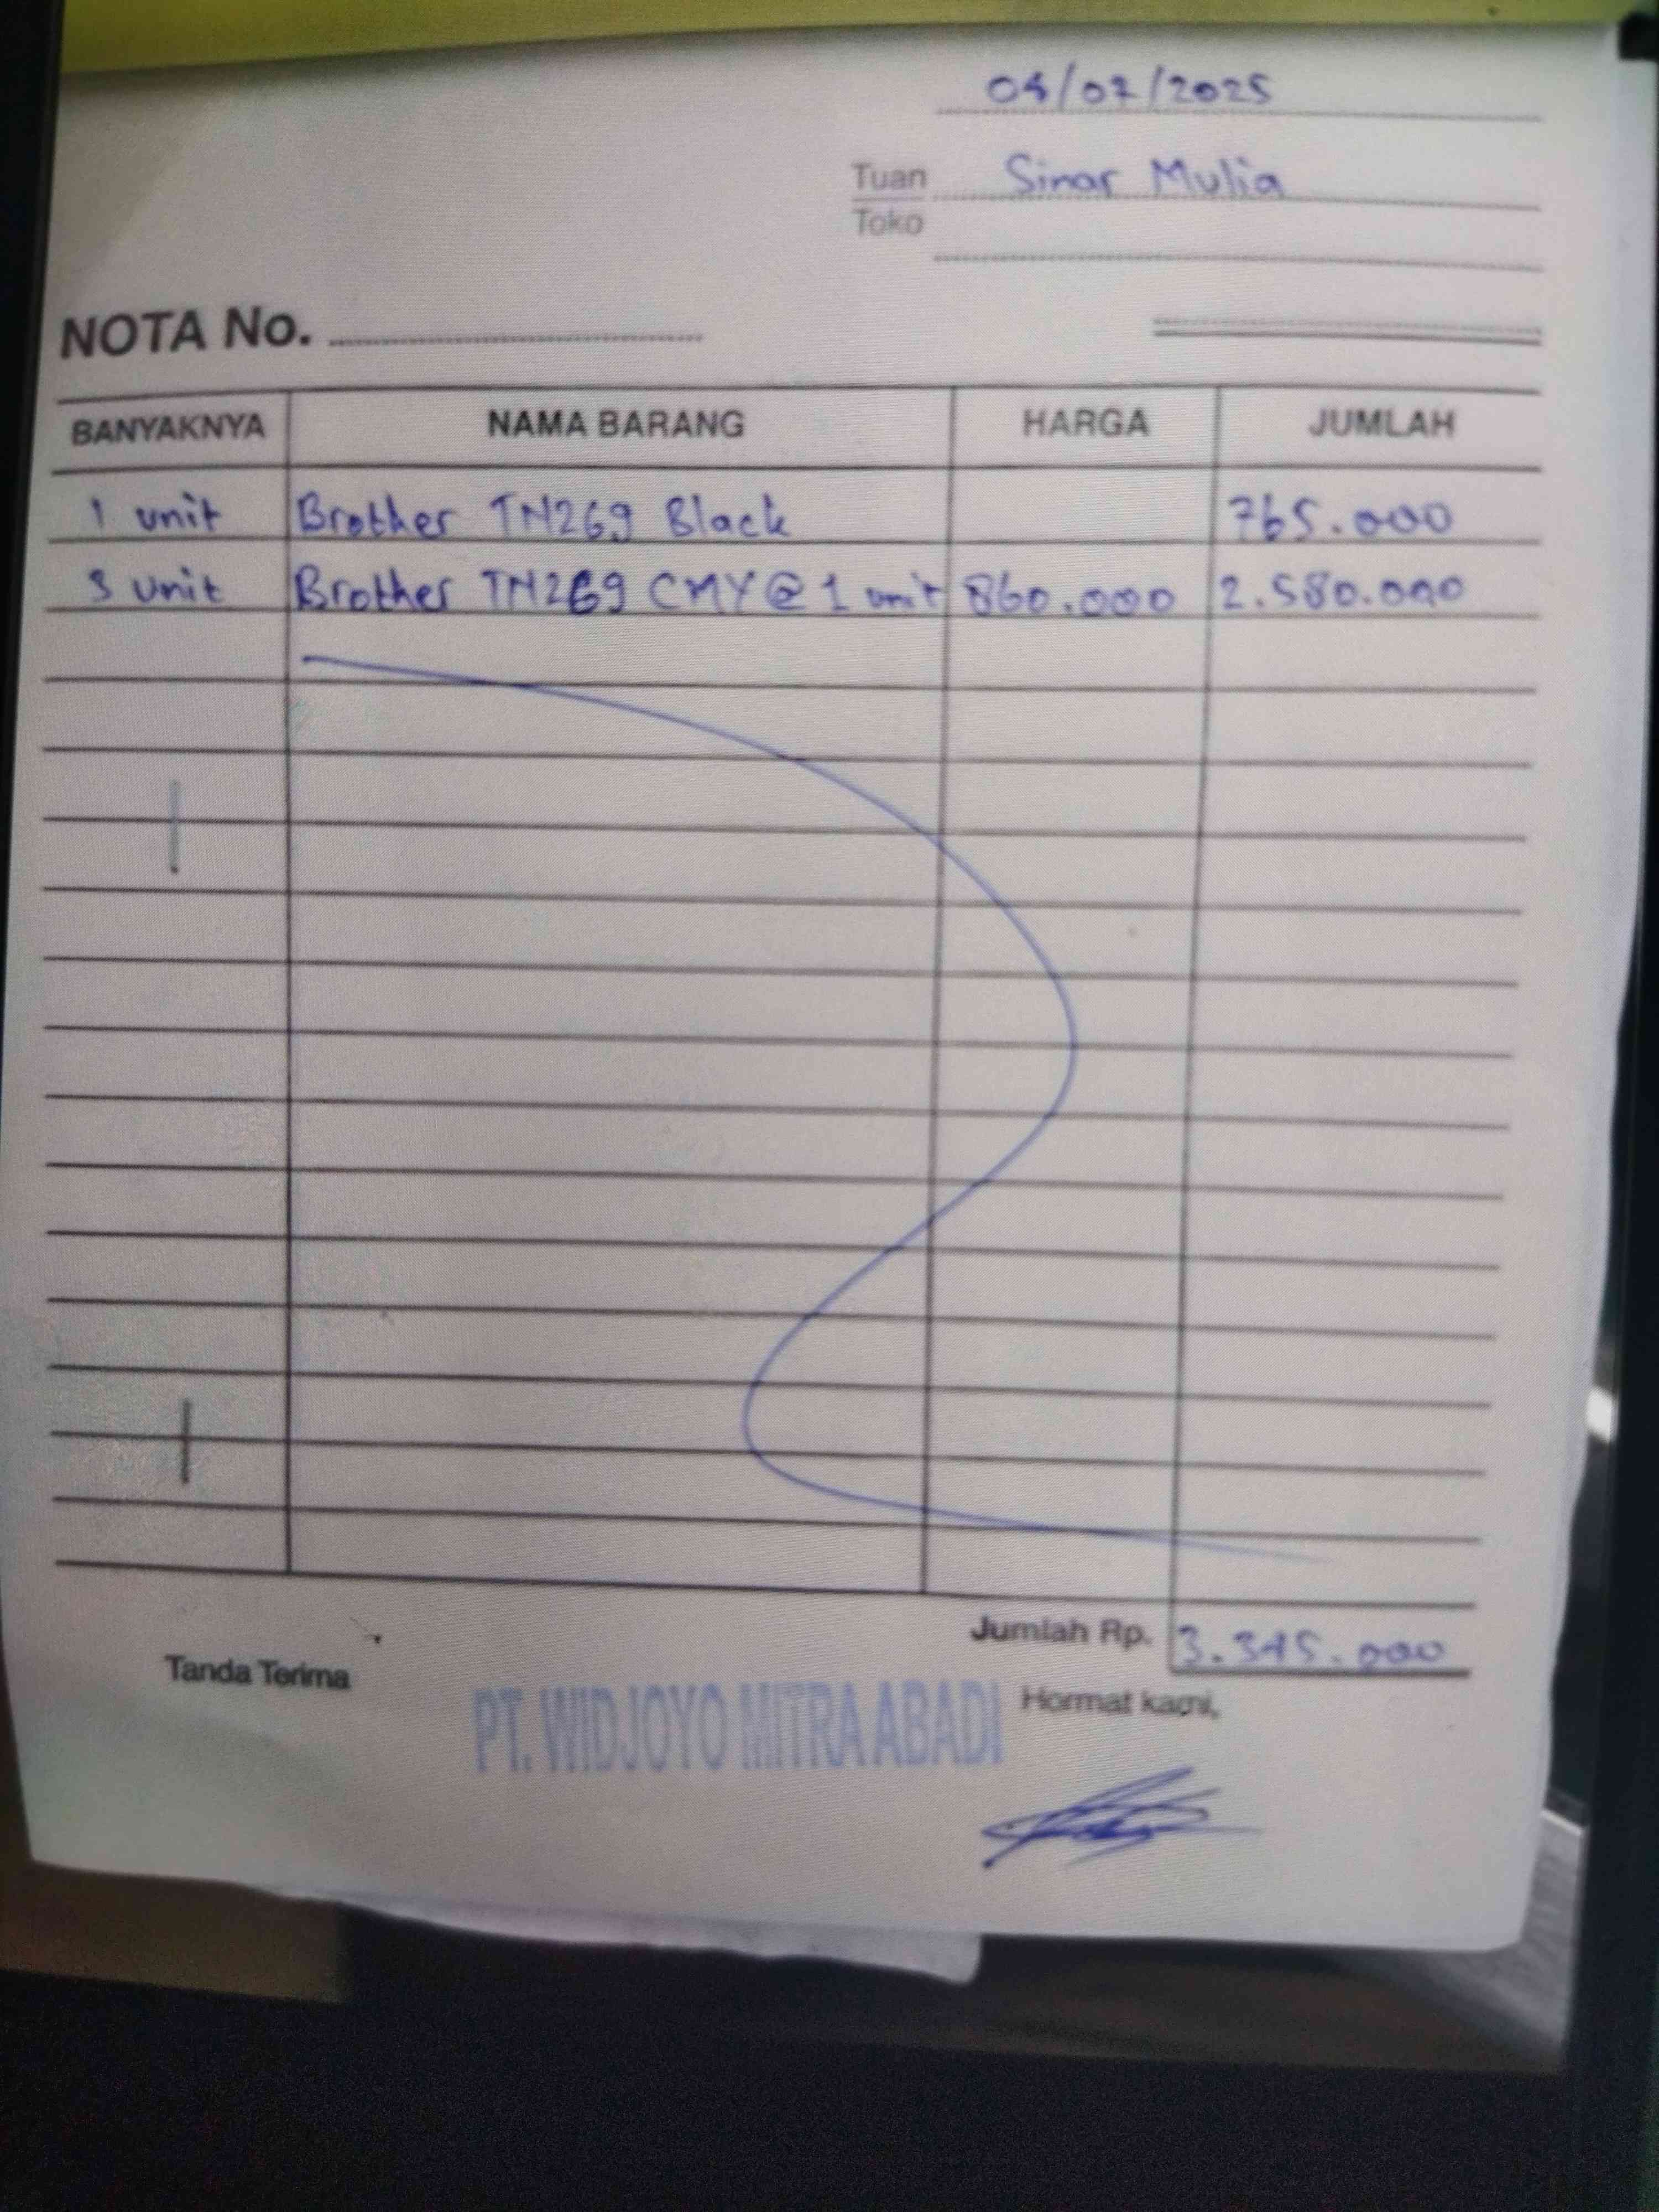 04/07/2025
Tuan Sinar Mulia
Toko
NOTA No.
BANYAKNYA NAMA BARANG HARGA JUMLAH
1 unit Brother TN269 Black 765.000
3 unit Brother TN269 CMY @ 1 unit 860.000 2.580.000
Jumlah Rp. 3.345.000
Tanda Terima
Hormat kami,
PT. WIDJOYO MITRA ABADI